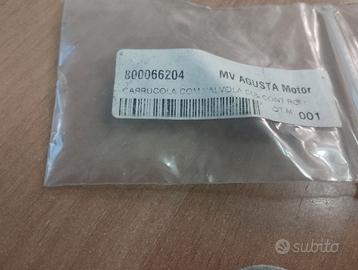 800066204 MV AGUSTA Motor
CARRUCOLA COM VALVOLA
QT.M 001
subito